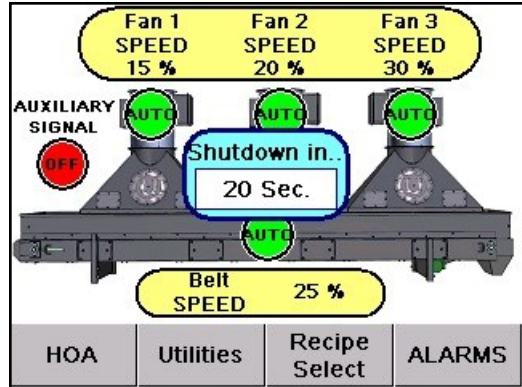 Fan 1 Fan 2 Fan 3
SPEED SPEED SPEED
15 % 20 % 30 %
AUXILIARY
SIGNAL
OFF
AUTO AUTO AUTO
Shutdown in..
20 Sec.
AUTO
Belt
SPEED
25 %
HOA
Utilities
Recipe
Select
ALARMS